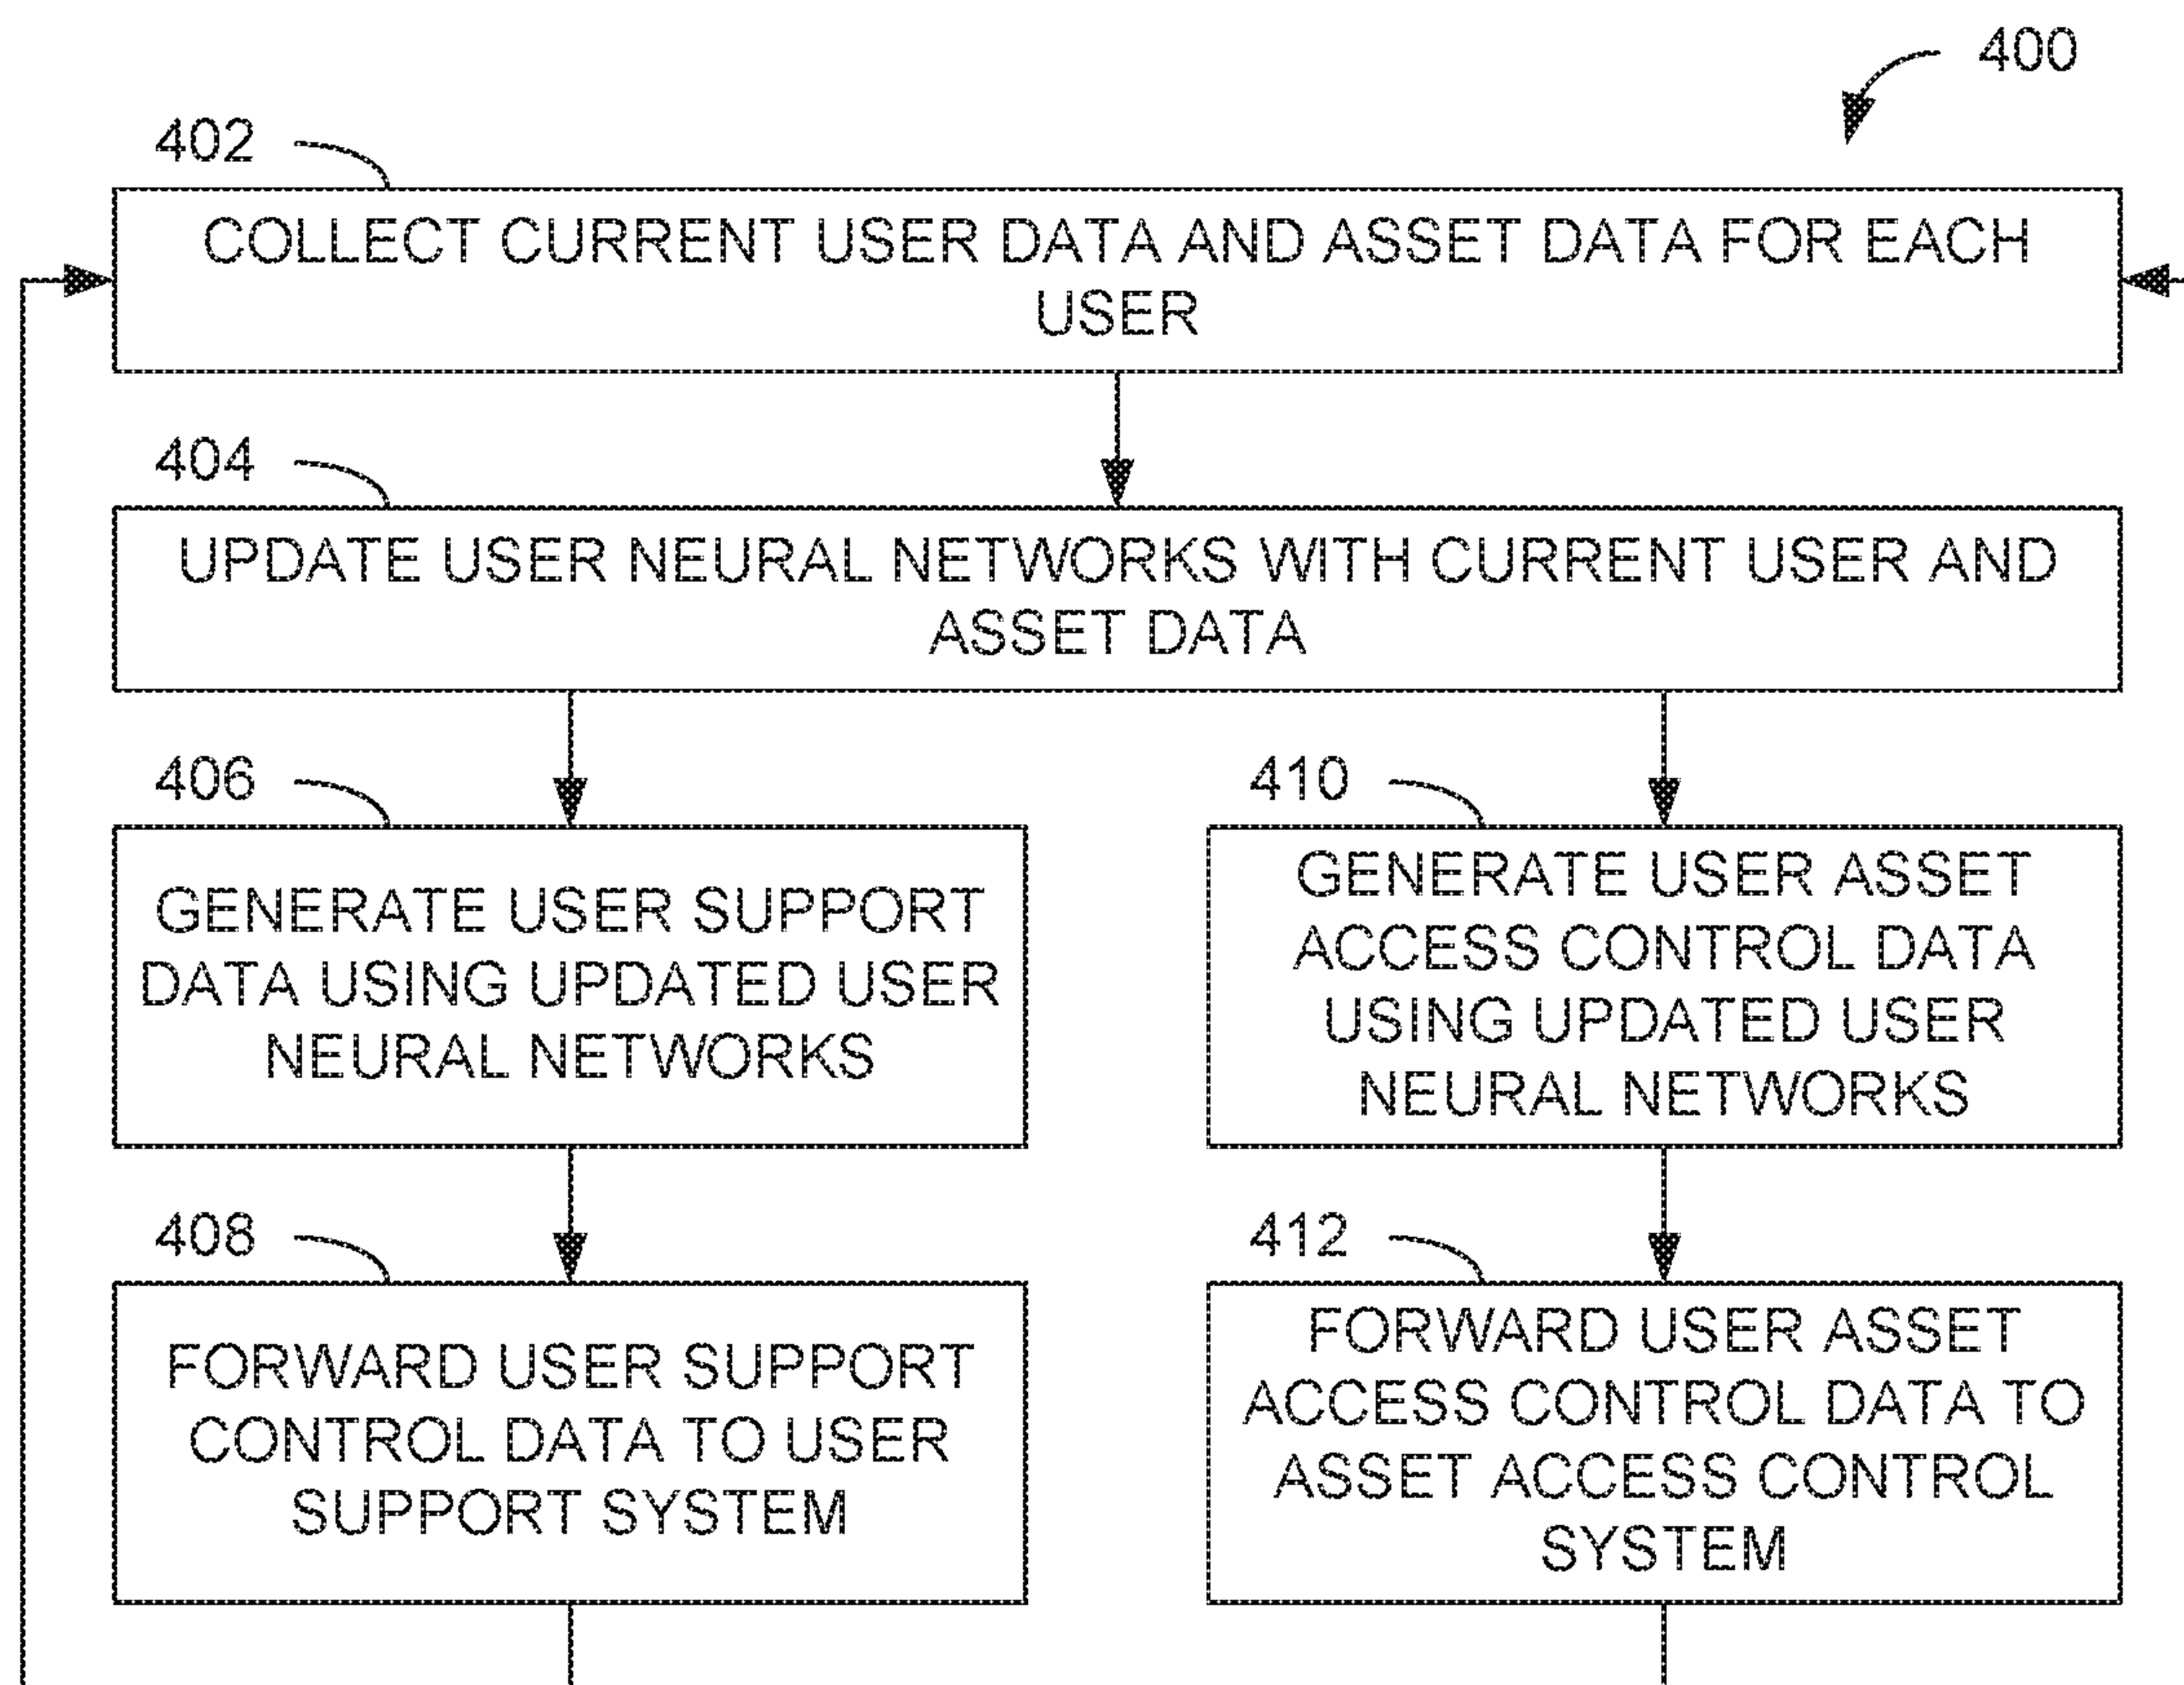 400
402
COLLECT CURRENT USER DATA AND ASSET DATA FOR EACH
USER
404
UPDATE USER NEURAL NETWORKS WITH CURRENT USER AND
ASSET DATA
406
GENERATE USER SUPPORT
DATA USING UPDATED USER
NEURAL NETWORKS
410
GENERATE USER ASSET
ACCESS CONTROL DATA
USING UPDATED USER
NEURAL NETWORKS
408
FORWARD USER SUPPORT
CONTROL DATA TO USER
SUPPORT SYSTEM
412
FORWARD USER ASSET
ACCESS CONTROL DATA TO
ASSET ACCESS CONTROL
SYSTEM